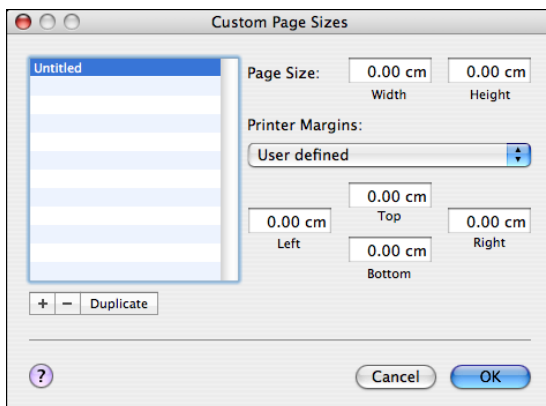 Custom Page Sizes
Untitled
Page Size: 0.00 cm 0.00 cm
Width Height
Printer Margins:
User defined
0.00 cm
Top
0.00 cm 0.00 cm
Left Right
0.00 cm
Bottom
+ − Duplicate
? Cancel OK